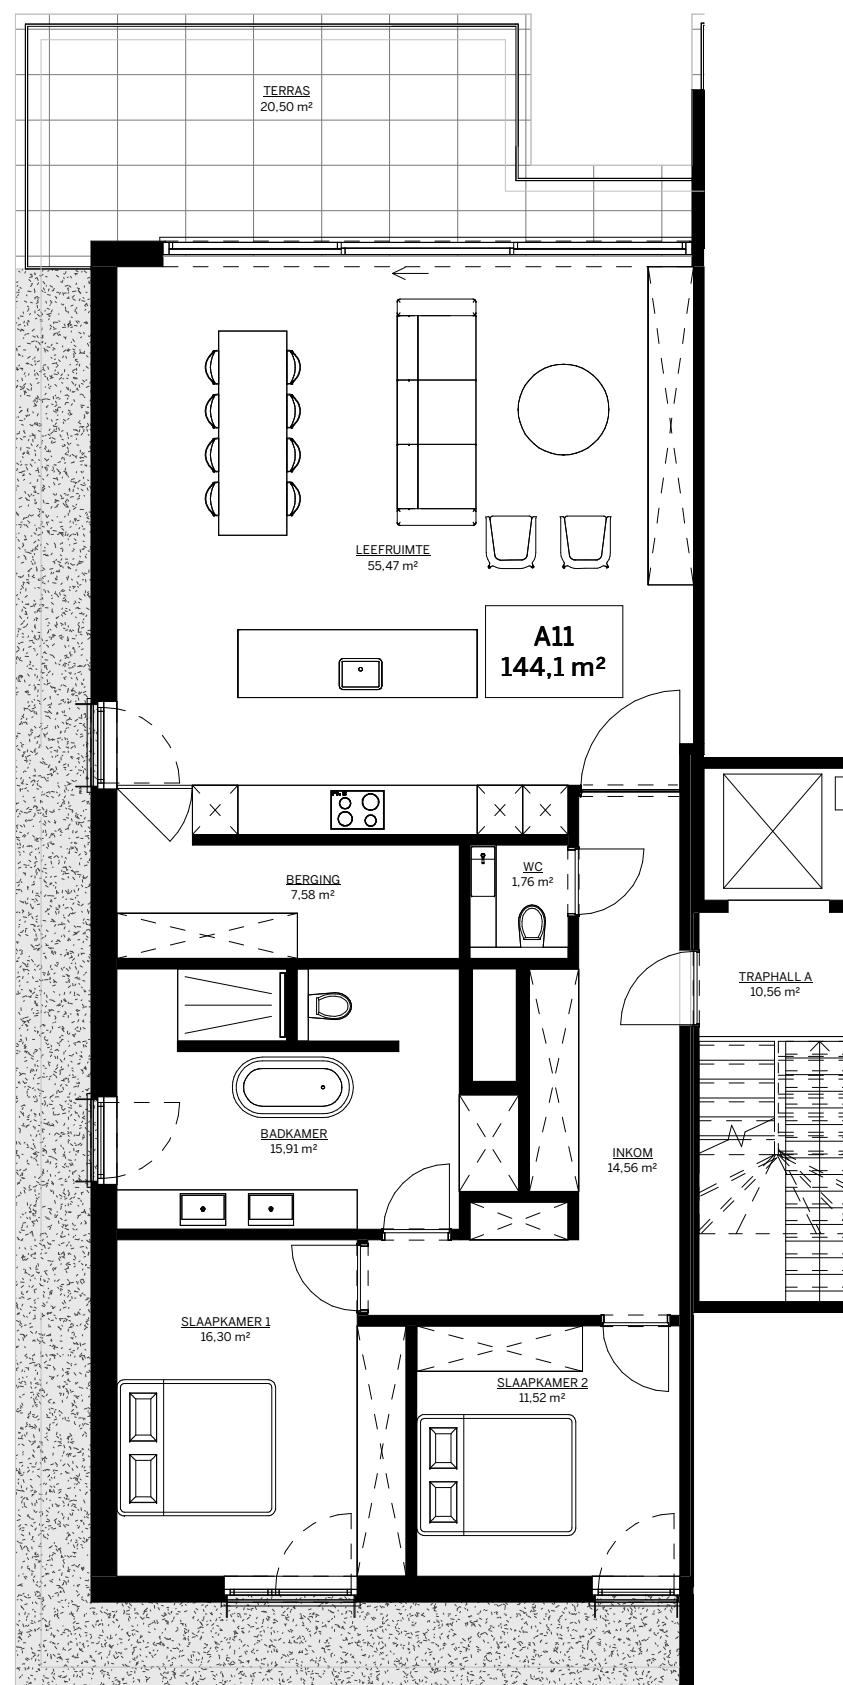 TERRAS
20,50 m²
LEEFRUIMTE
55,47 m²
A11
144,1 m²
BERGING
7,58 m²
WC
1,76 m²
TRAPHALL A
10,56 m²
BADKAMER
15,91 m²
INKOM
14,56 m²
SLAAPKAMER 1
16,30 m²
SLAAPKAMER 2
11,52 m²